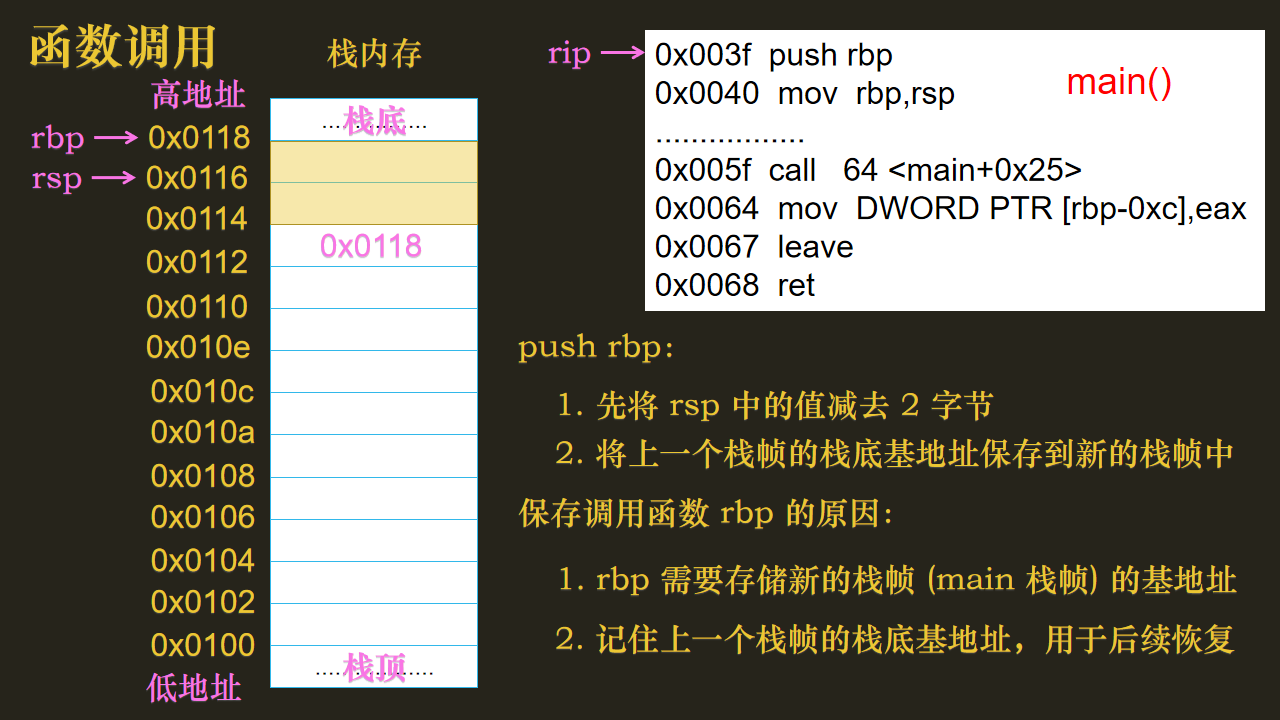 函数调用
栈内存
高地址
rbp
rsp
0x0118
0x0116
0x0114
0x0112
0x0110
0x010e
0x010c
0x010a
0x0108
0x0106
0x0104
0x0102
0x0100
低地址
栈底
0x0118
栈顶
rip
0x003f push rbp
0x0040 mov rbp,rsp
.................
0x005f call 64 <main+0x25>
0x0064 mov DWORD PTR [rbp-0xc],eax
0x0067 leave
0x0068 ret
main()
push rbp:
1. 先将 rsp 中的值减去 2 字节
2. 将上一个栈帧的栈底基地址保存到新的栈帧中
保存调用函数 rbp 的原因:
1. rbp 需要存储新的栈帧 (main 栈帧) 的基地址
2. 记住上一个栈帧的栈底基地址，用于后续恢复